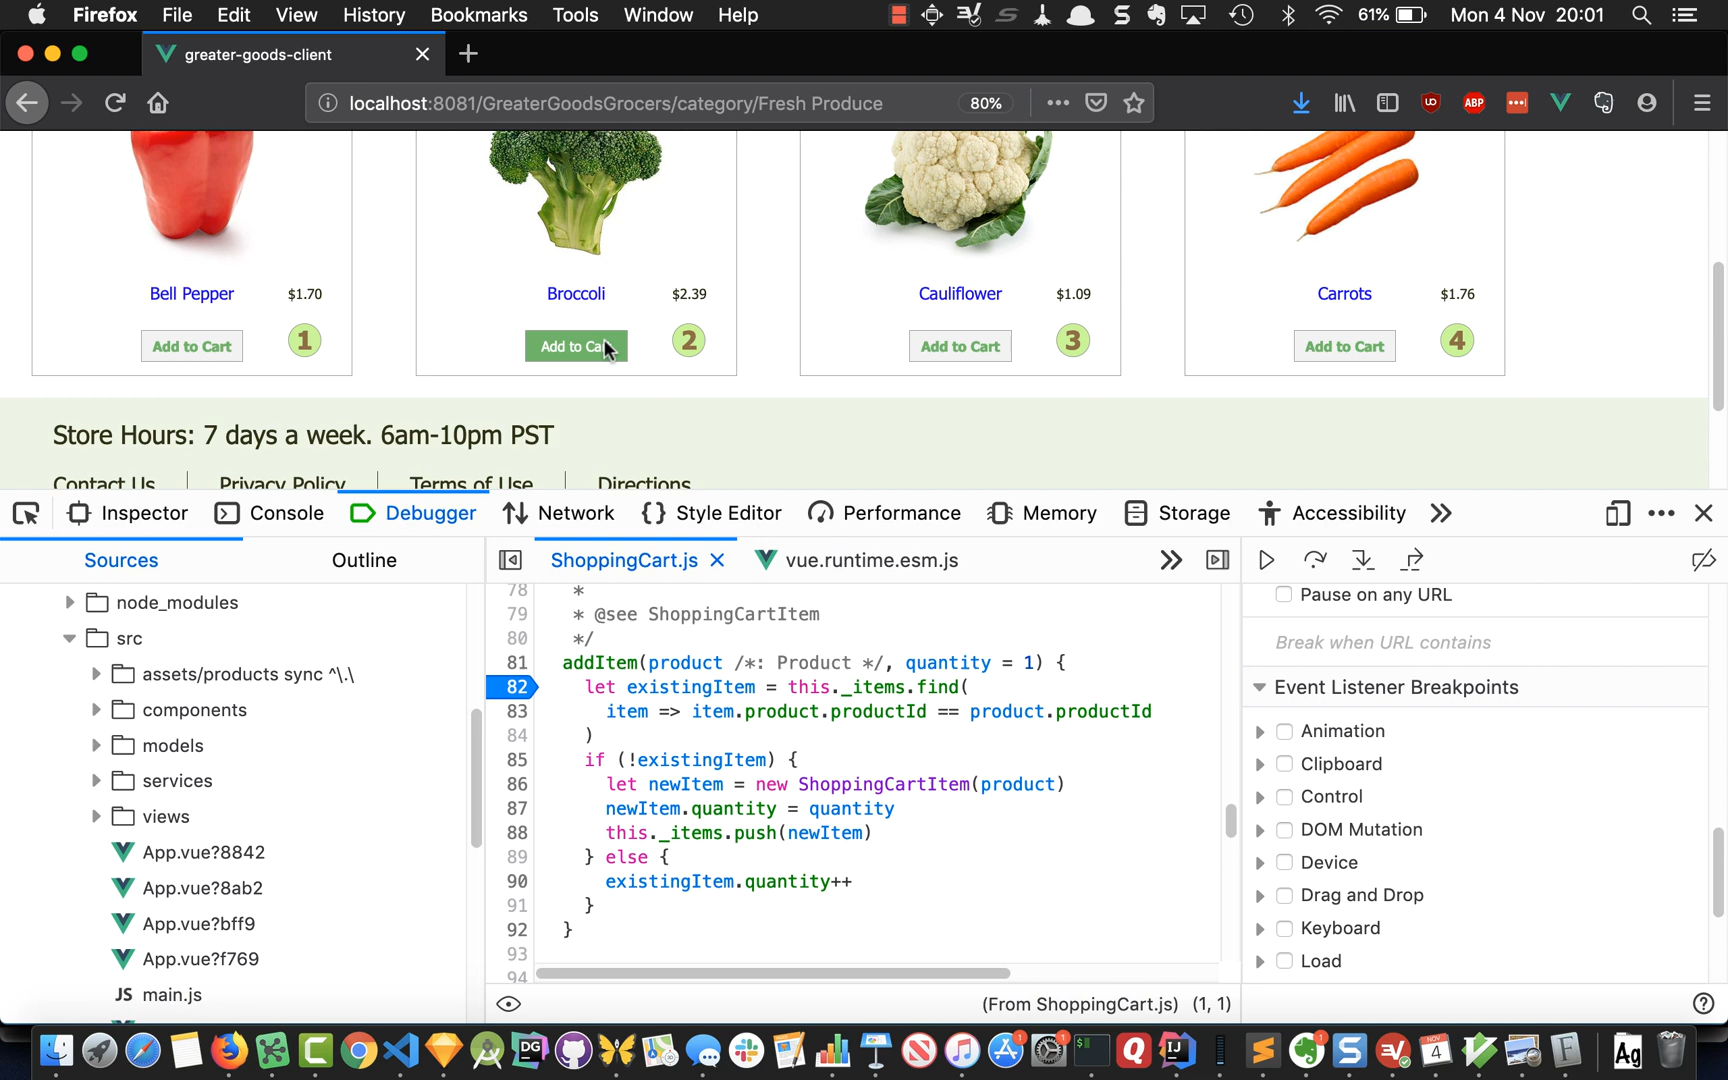 Firefox File Edit View History Bookmarks Tools Window Help 61% Mon 4 Nov 20:01
greater-goods-client
localhost:8081/GreaterGoodsGrocers/category/Fresh Produce 80% ABP
Bell Pepper $1.70
Broccoli $2.39
Cauliflower $1.09
Carrots $1.76
Add to Cart 1
Add to Ca 2
Add to Cart 3
Add to Cart 4
Store Hours: 7 days a week. 6am-10pm PST
Contact Us Privacy Policy Terms of Use Directions
Inspector Console Debugger Network Style Editor Performance Memory Storage Accessibility
Sources Outline
node_modules
src
assets/products sync ^\.\
components
models
services
views
App.vue?8842
App.vue?8ab2
App.vue?bff9
App.vue?f769
JS main.js
ShoppingCart.js vue.runtime.esm.js
78 *
79 * @see ShoppingCartItem
80 */
81 addItem(product /*: Product */, quantity = 1) {
82 let existingItem = this._items.find(
83 item => item.product.productId == product.productId
84 )
85 if (!existingItem) {
86 let newItem = new ShoppingCartItem(product)
87 newItem.quantity = quantity
88 this._items.push(newItem)
89 } else {
90 existingItem.quantity++
91 }
92 }
93
94
(From ShoppingCart.js) (1, 1)
Pause on any URL
Break when URL contains
Event Listener Breakpoints
Animation
Clipboard
Control
DOM Mutation
Device
Drag and Drop
Keyboard
Load
DG IJ NOV 4 Ag